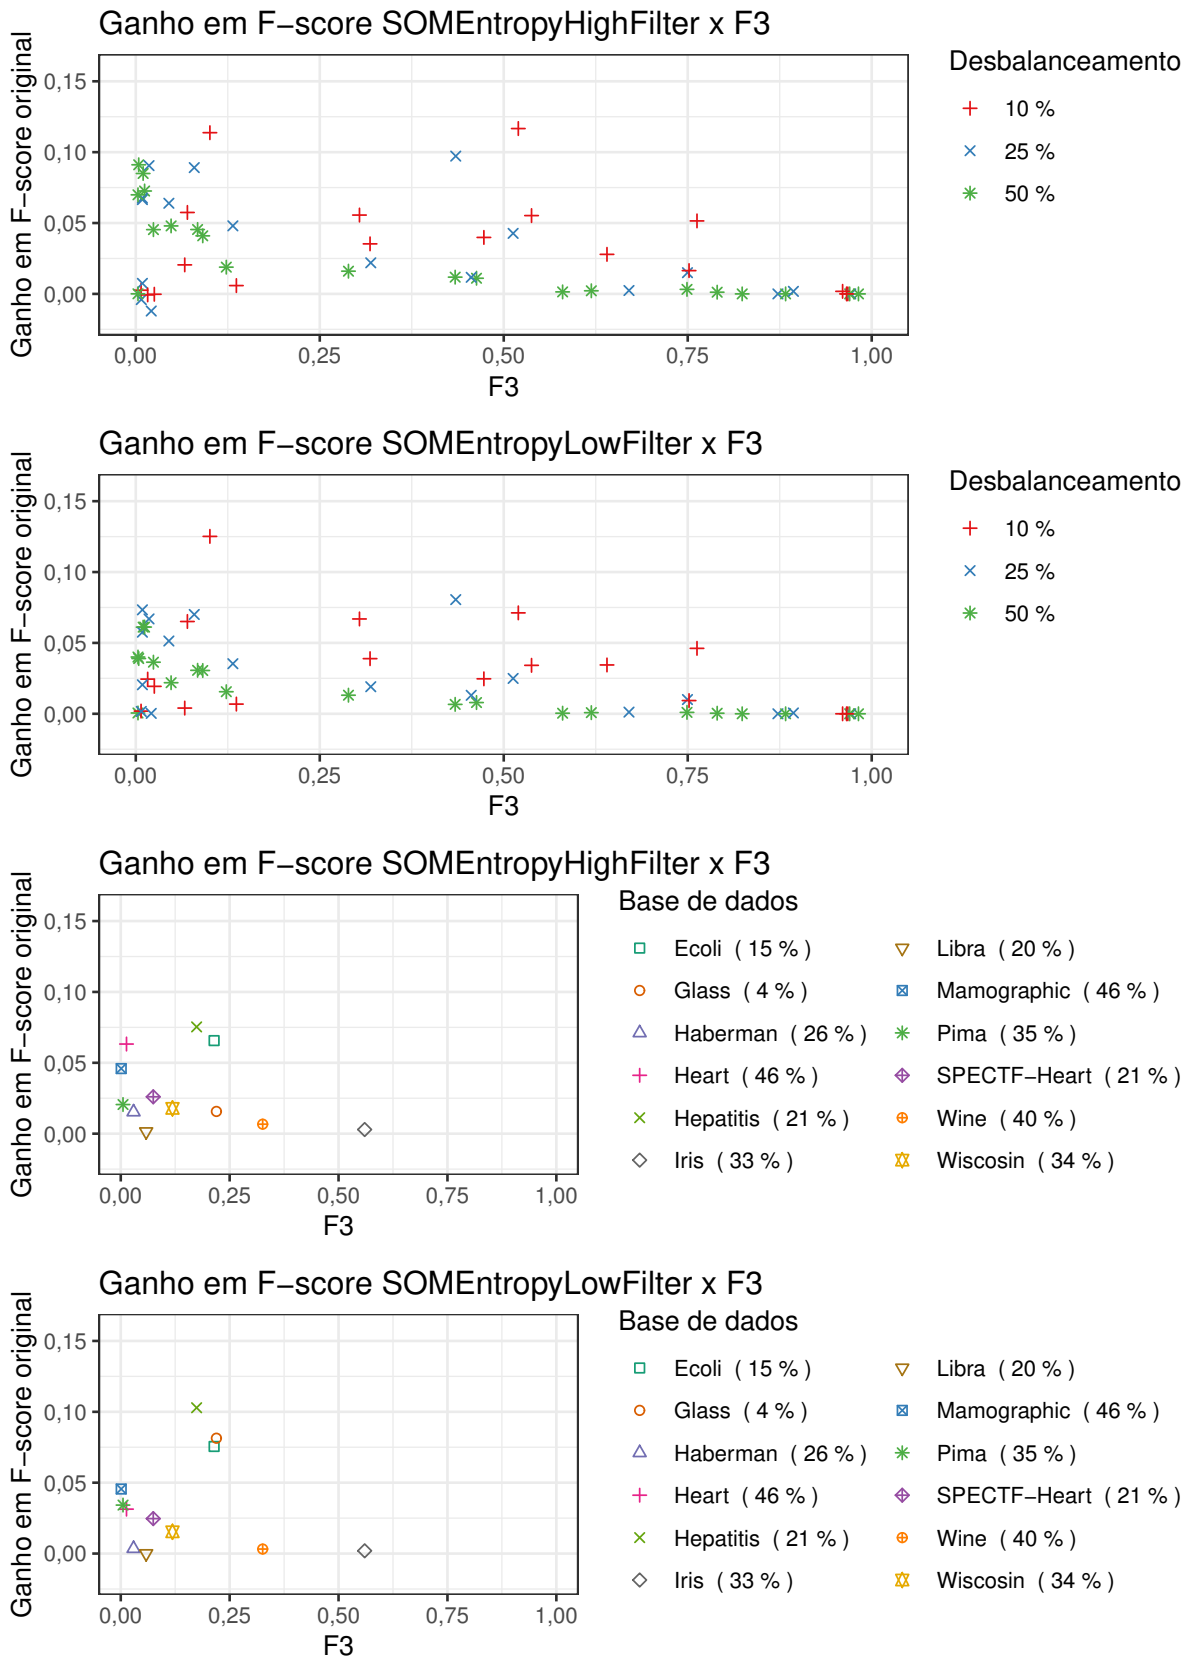 Ganho em F−score SOMEntropyHighFilter x F3
Ganho em F−score original
0,15
0,10
0,05
0,00
0,00 0,25 0,50 0,75 1,00
F3
Desbalanceamento
10 %
25 %
50 %
Ganho em F−score SOMEntropyLowFilter x F3
Ganho em F−score original
0,15
0,10
0,05
0,00
0,00 0,25 0,50 0,75 1,00
F3
Desbalanceamento
10 %
25 %
50 %
Ganho em F−score SOMEntropyHighFilter x F3
Ganho em F−score original
0,15
0,10
0,05
0,00
0,00 0,25 0,50 0,75 1,00
F3
Base de dados
Ecoli ( 15 %)
Glass ( 4 %)
Haberman ( 26 %)
Heart ( 46 %)
Hepatitis ( 21 %)
Iris ( 33 %)
Libra ( 20 %)
Mamographic ( 46 %)
Pima ( 35 %)
SPECTF−Heart ( 21 %)
Wine ( 40 %)
Wiscosin ( 34 %)
Ganho em F−score SOMEntropyLowFilter x F3
Ganho em F−score original
0,15
0,10
0,05
0,00
0,00 0,25 0,50 0,75 1,00
F3
Base de dados
Ecoli ( 15 %)
Glass ( 4 %)
Haberman ( 26 %)
Heart ( 46 %)
Hepatitis ( 21 %)
Iris ( 33 %)
Libra ( 20 %)
Mamographic ( 46 %)
Pima ( 35 %)
SPECTF−Heart ( 21 %)
Wine ( 40 %)
Wiscosin ( 34 %)